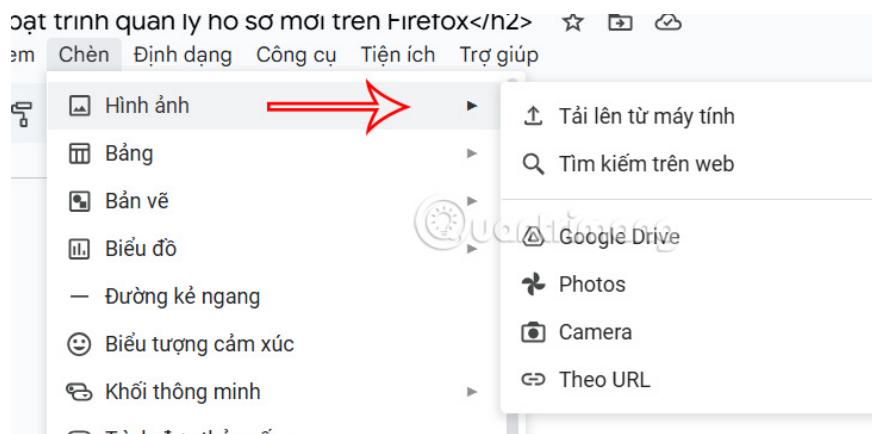 bật trình quản lý hồ sơ mới trên Firefox</h2>
em Chèn Định dạng Công cụ Tiện ích Trợ giúp
Hình ảnh
Bảng
Bản vẽ
Biểu đồ
Đường kẻ ngang
Biểu tượng cảm xúc
Khối thông minh
Tải lên từ máy tính
Tìm kiếm trên web
Google Drive
Photos
Camera
Theo URL
Quantrimang